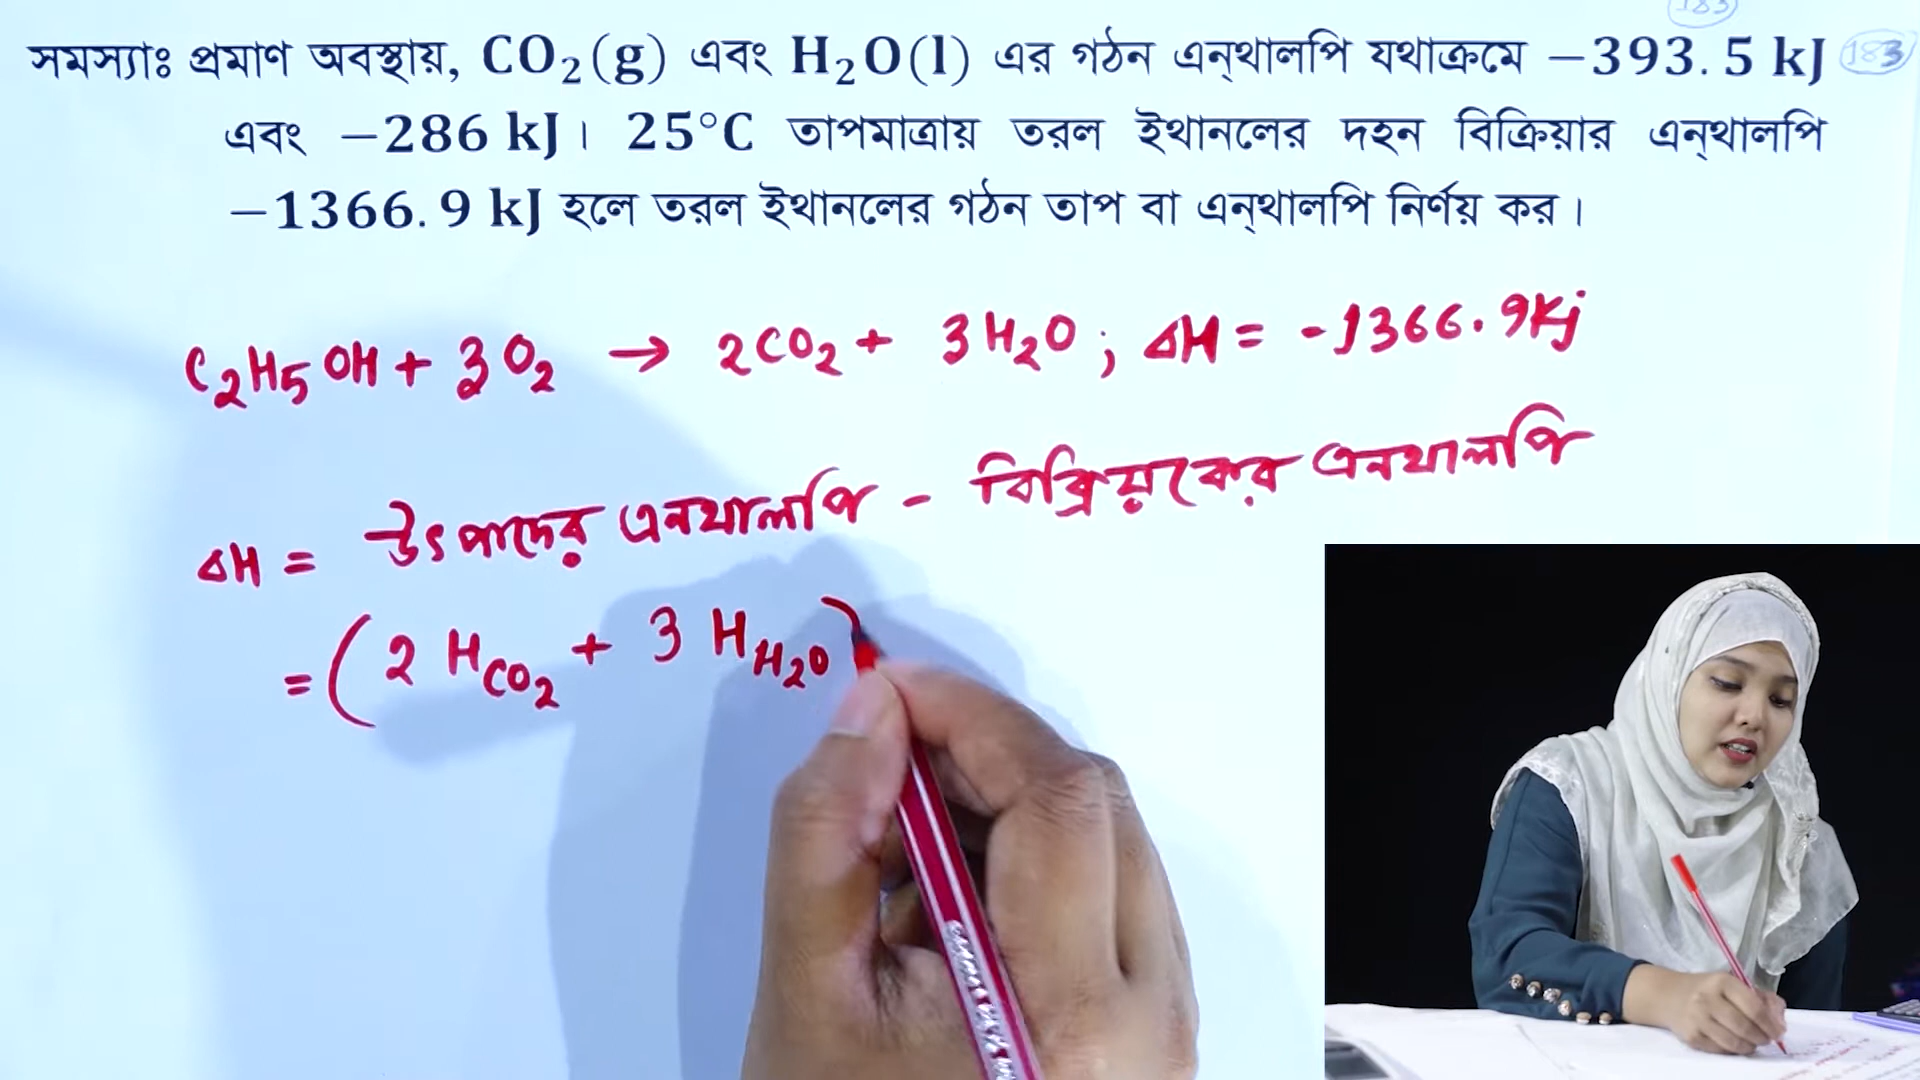 183
সমস্যাঃ প্রমাণ অবস্থায়, CO₂(g) এবং H₂O(l) এর গঠন এন্‌থালপি যথাক্রমে −393.5 kJ 183
এবং −286 kJ। 25°C তাপমাত্রায় তরল ইথানলের দহন বিক্রিয়ার এন্‌থালপি
−1366.9 kJ হলে তরল ইথানলের গঠন তাপ বা এন্‌থালপি নির্ণয় কর।
C₂H₅OH + 3O₂ → 2CO₂ + 3H₂O ; ΔH = -1366.9Kj
ΔH = উৎপাদের এনথালপি - বিক্রিয়কের এনথালপি
= (2 H_CO₂ + 3 H_H₂O)